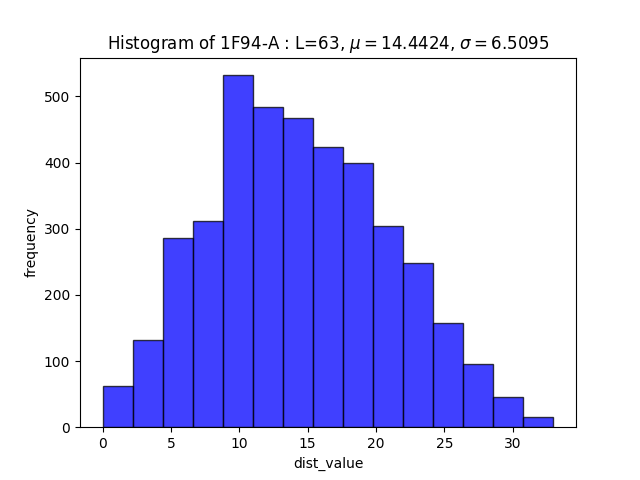 Histogram of 1F94-A : L=63, μ = 14.4424, σ = 6.5095
500
400
300
200
100
0
frequency
0 5 10 15 20 25 30
dist_value